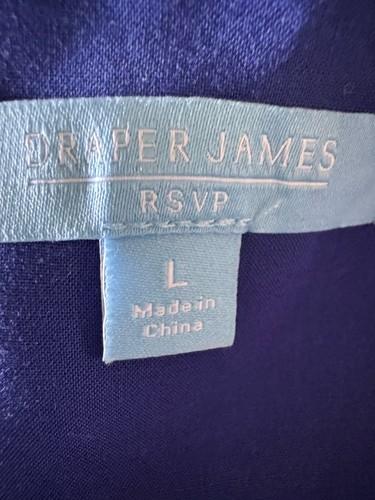 DRAPER JAMES
RSVP
L
Made in
China